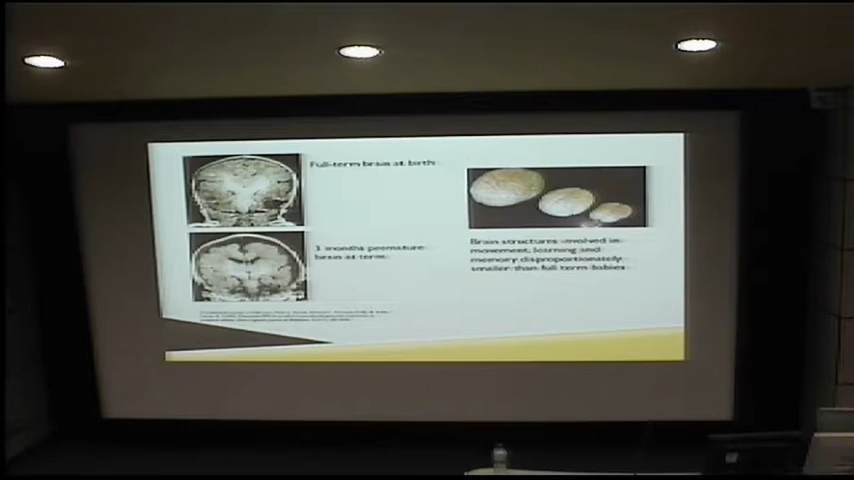 Full-term brain at birth
3 months premature
brain at term
Brain structures involved in
movement, learning and
memory disproportionately
smaller than full term babies